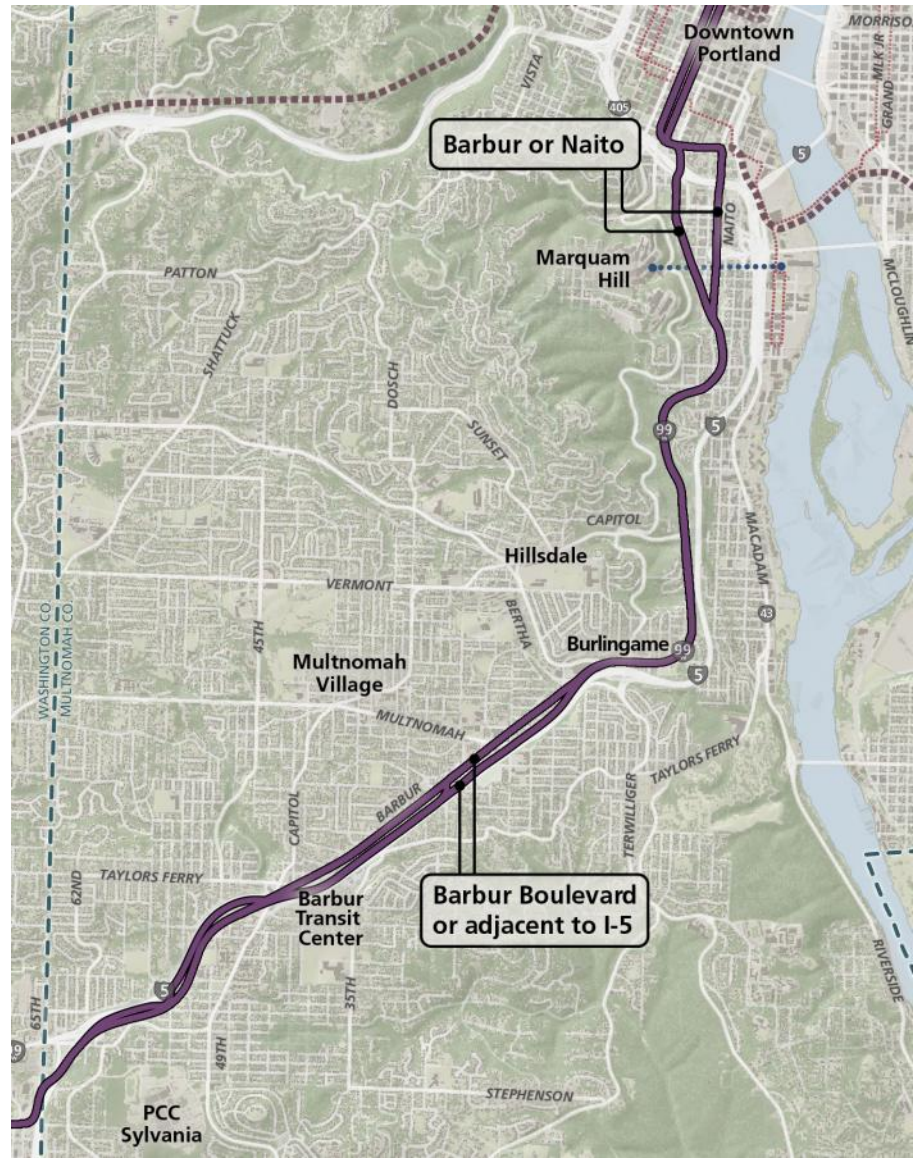 MORRISO
Downtown
Portland
MLK JR
GRAND
VISTA
405
Barbur or Naito
5
NAITO
Marquam
Hill
PATTON
MCLOUGHLIN
SHATTUCK
DOSCH
SUNSET
99
5
CAPITOL
MACADAM
Hillsdale
VERMONT
BERTHA
43
WASHINGTON CO
MULTNOMAH CO
45TH
Burlingame
99
5
Multnomah
Village
MULTNOMAH
TAYLORS FERRY
BARBUR
CAPITOL
TERWILLIGER
TAYLORS FERRY
62ND
Barbur
Transit
Center
Barbur Boulevard
or adjacent to I-5
RIVERSIDE
5
35TH
65TH
49TH
9
STEPHENSON
PCC
Sylvania